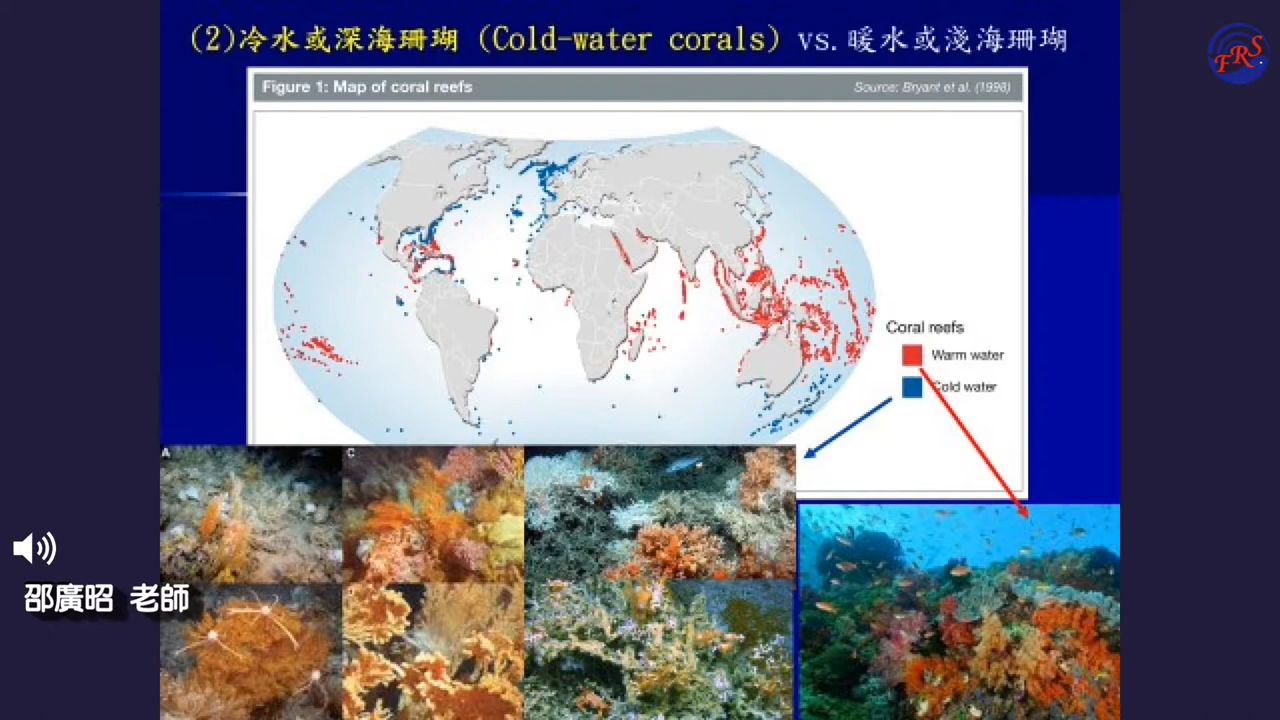 (2)冷水或深海珊瑚 (Cold-water corals) vs.暖水或淺海珊瑚
FRS
Figure 1: Map of coral reefs
Source: Bryant et al. (1998)
Coral reefs
Warm water
Cold water
A
C
邵廣昭 老師